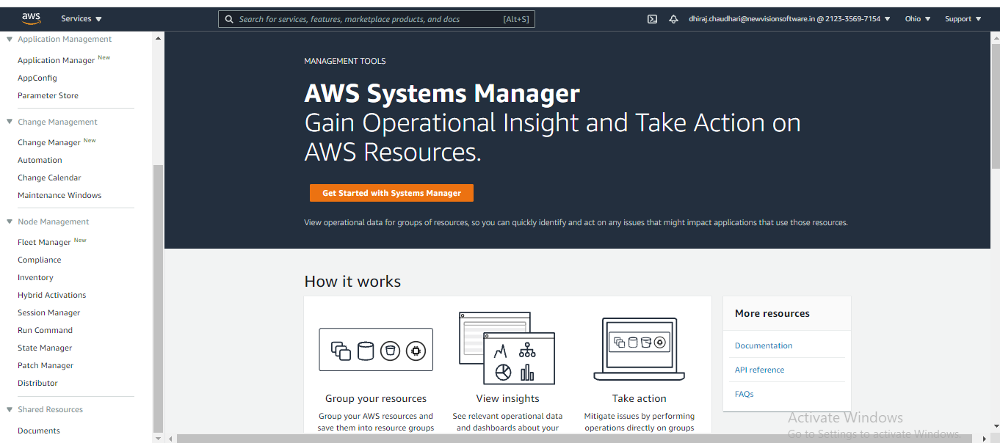 aws
Services
Search for services, features, marketplace products, and docs [Alt+S]
dhiraj.chaudhari@newvisionsoftware.in @ 2123-3569-7154
Ohio
Support
Application Management
Application Manager New
AppConfig
Parameter Store
Change Management
Change Manager New
Automation
Change Calendar
Maintenance Windows
Node Management
Fleet Manager New
Compliance
Inventory
Hybrid Activations
Session Manager
Run Command
State Manager
Patch Manager
Distributor
Shared Resources
Documents
MANAGEMENT TOOLS
AWS Systems Manager
Gain Operational Insight and Take Action on
AWS Resources.
Get Started with Systems Manager
View operational data for groups of resources, so you can quickly identify and act on any issues that might impact applications that use those resources.
How it works
Group your resources
Group your AWS resources and
save them into resource groups
View insights
See relevant operational data
and dashboards about your
Take action
Mitigate issues by performing
operations directly on groups
More resources
Documentation
API reference
FAQs
Activate Windows
Go to Settings to activate Windows.